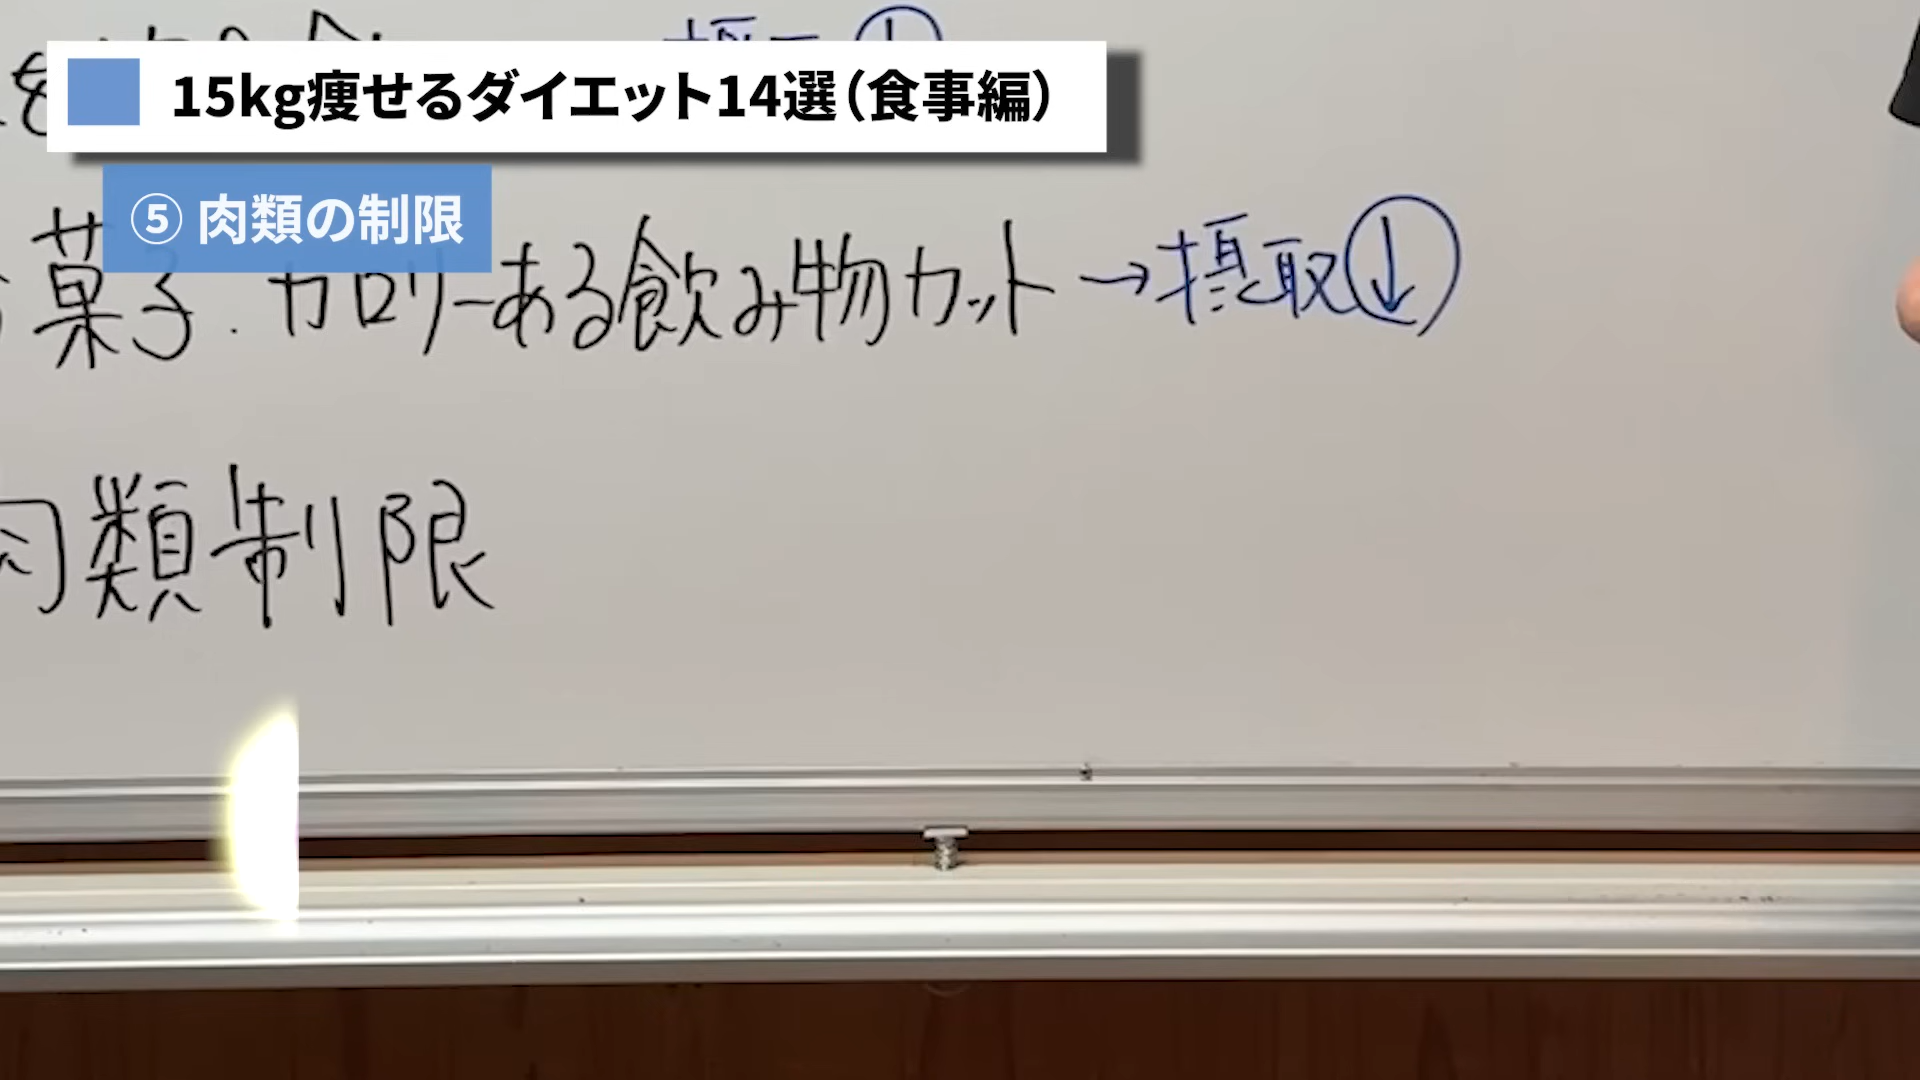 15kg痩せるダイエット14選（食事編）
⑤ 肉類の制限
菓子・カロリーある飲み物カット→摂取↓
肉類制限